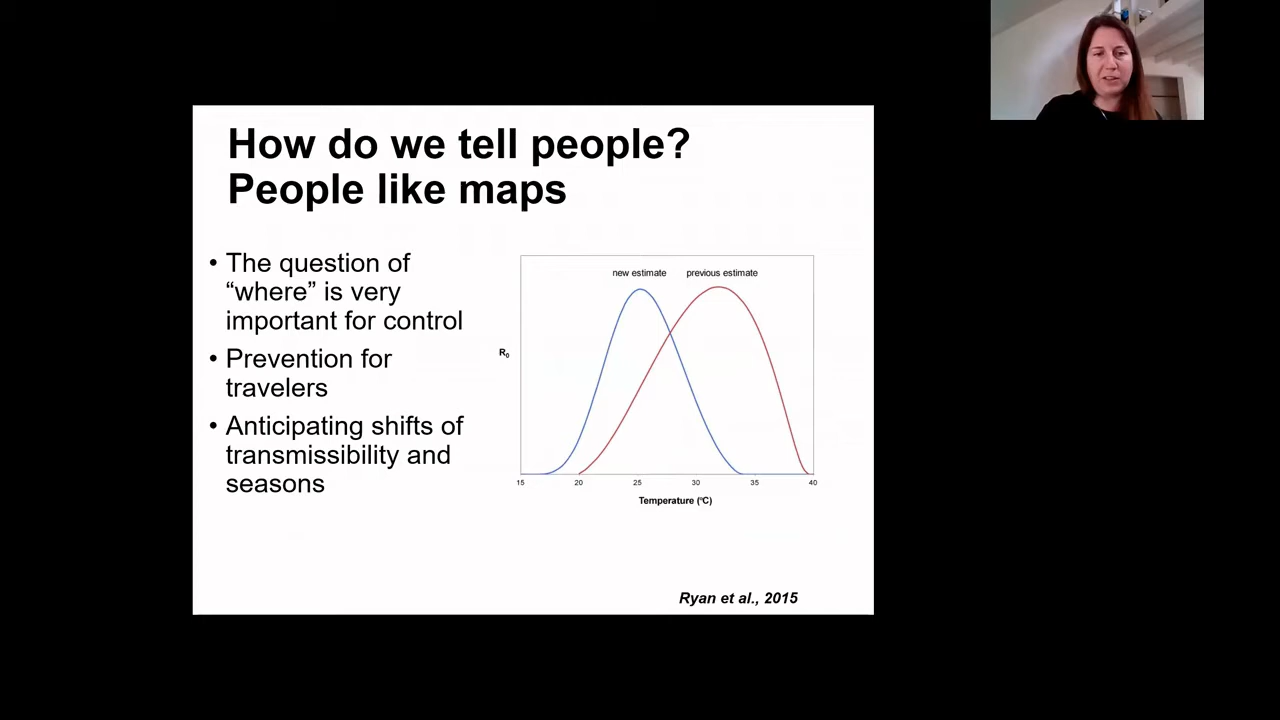 How do we tell people?
People like maps
• The question of
“where” is very
important for control
• Prevention for
travelers
• Anticipating shifts of
transmissibility and
seasons
new estimate previous estimate
R₀
15 20 25 30 35 40
Temperature (°C)
Ryan et al., 2015